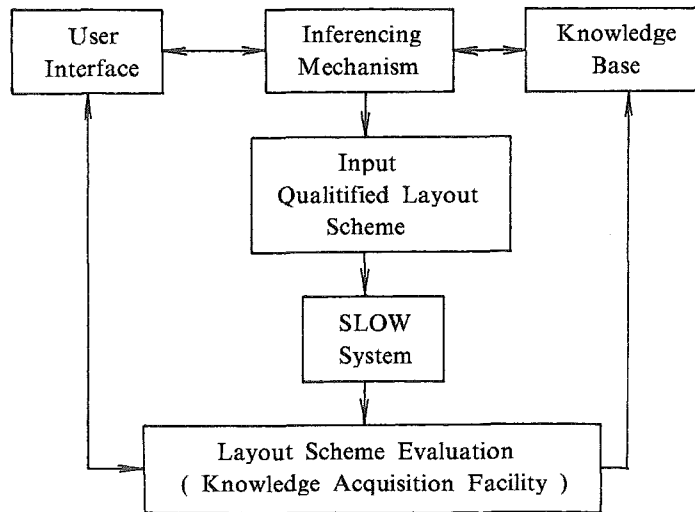 User
Interface
Inferencing
Mechanism
Knowledge
Base
Input
Qualitified Layout
Scheme
SLOW
System
Layout Scheme Evaluation
( Knowledge Acquisition Facility )